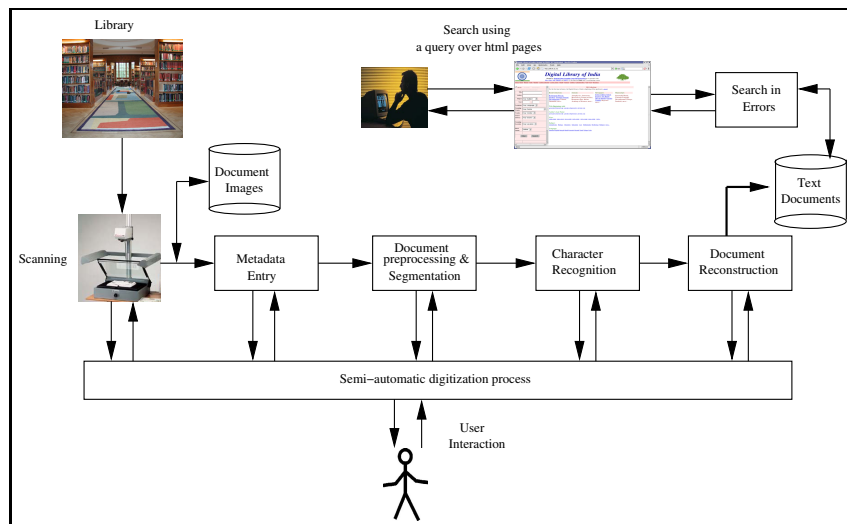 Library
Search using
a query over html pages
Digital Library of India
Search in
Errors
Document
Images
Text
Documents
Scanning
Metadata
Entry
Document
preprocessing &
Segmentation
Character
Recognition
Document
Reconstruction
Semi-automatic digitization process
User
Interaction